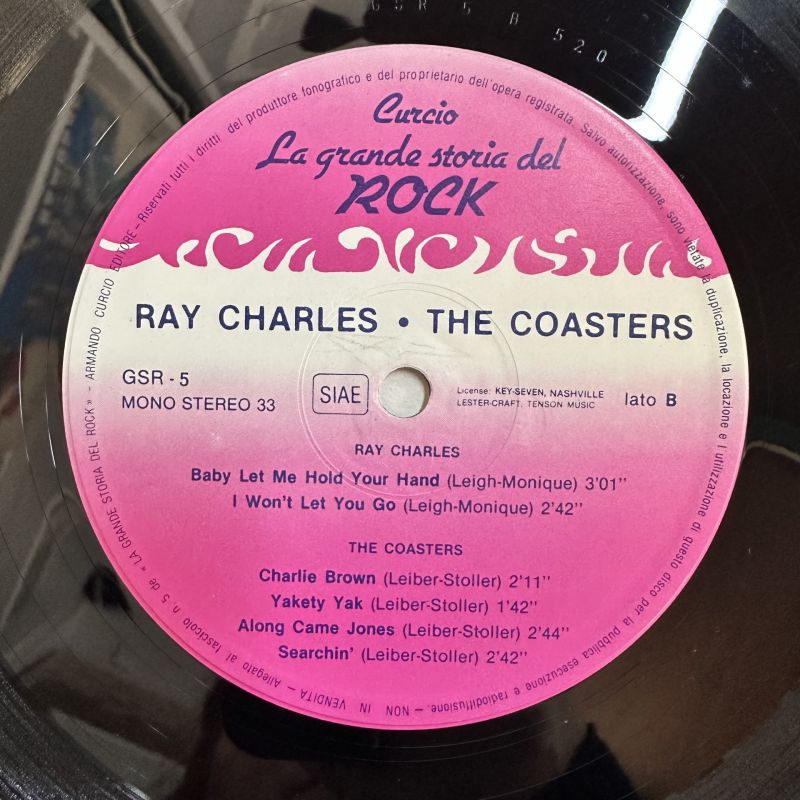 GSR 5 B 520
Curcio
La grande storia del
ROCK
RAY CHARLES • THE COASTERS
GSR - 5
MONO STEREO 33
SIAE
License: KEY-SEVEN, NASHVILLE
LESTER-CRAFT, TENSON MUSIC
lato B
RAY CHARLES
Baby Let Me Hold Your Hand (Leigh-Monique) 3'01''
I Won't Let You Go (Leigh-Monique) 2'42''
THE COASTERS
Charlie Brown (Leiber-Stoller) 2'11''
Yakety Yak (Leiber-Stoller) 1'42''
Along Came Jones (Leiber-Stoller) 2'44''
Searchin' (Leiber-Stoller) 2'42''
Allegato al fascicolo n. 5 de «LA GRANDE STORIA DEL ROCK» - ARMANDO CURCIO EDITORE - Riservati tutti i diritti del produttore fonografico e del proprietario dell'opera registrata. Salvo autorizzazione, sono vietate la duplicazione, la locazione e l'utilizzazione di questo disco per la pubblica esecuzione e radiodiffusione. - NON IN VENDITA -